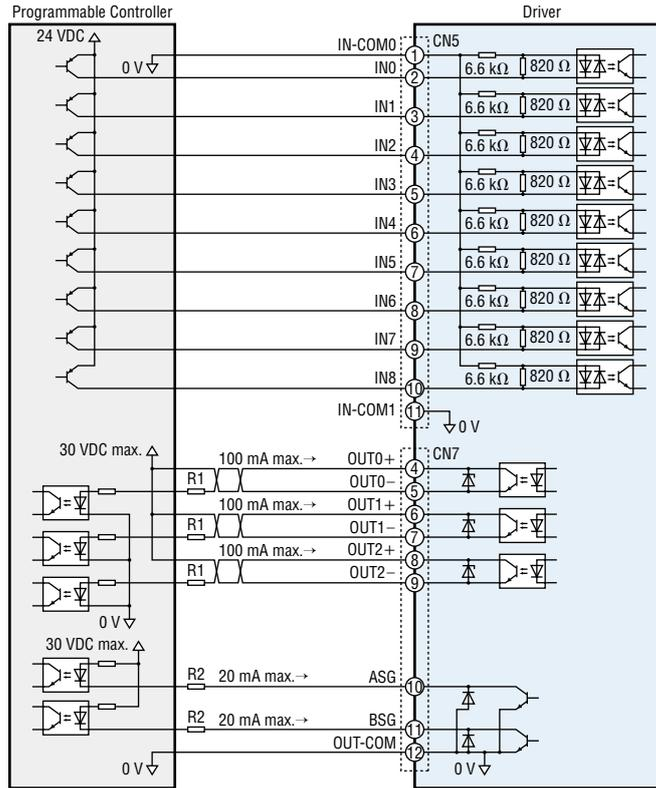 Programmable Controller
Driver
24 VDC
0 V
IN-COM0
1
CN5
IN0
2
6.6 kΩ
820 Ω
IN1
3
6.6 kΩ
820 Ω
IN2
4
6.6 kΩ
820 Ω
IN3
5
6.6 kΩ
820 Ω
IN4
6
6.6 kΩ
820 Ω
IN5
7
6.6 kΩ
820 Ω
IN6
8
6.6 kΩ
820 Ω
IN7
9
6.6 kΩ
820 Ω
IN8
10
6.6 kΩ
820 Ω
IN-COM1
11
0 V
30 VDC max.
CN7
100 mA max.→
OUT0+
4
R1
OUT0−
5
100 mA max.→
OUT1+
6
R1
OUT1−
7
100 mA max.→
OUT2+
8
R1
OUT2−
9
0 V
30 VDC max.
R2
20 mA max.→
ASG
10
R2
20 mA max.→
BSG
11
OUT-COM
12
0 V
0 V